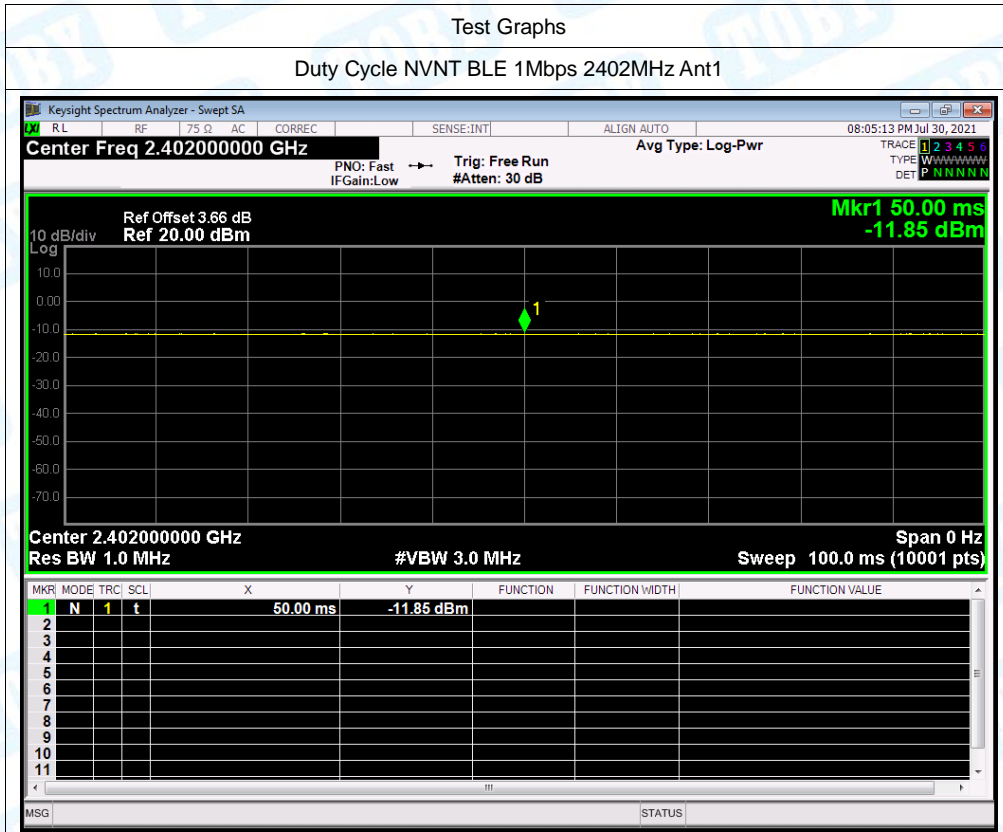 Test Graphs
Duty Cycle NVNT BLE 1Mbps 2402MHz Ant1
Keysight Spectrum Analyzer - Swept SA
LXI RL RF 75 Ω AC CORREC SENSE:INT ALIGN AUTO 08:05:13 PM Jul 30, 2021
Center Freq 2.402000000 GHz Avg Type: Log-Pwr TRACE 1 2 3 4 5 6
PNO: Fast Trig: Free Run TYPE WWWWWW
IFGain:Low #Atten: 30 dB DET P N N N N N
Mkr1 50.00 ms
-11.85 dBm
Ref Offset 3.66 dB
10 dB/div Ref 20.00 dBm
Log
10.0
0.00
1
-10.0
-20.0
-30.0
-40.0
-50.0
-60.0
-70.0
Center 2.402000000 GHz Span 0 Hz
Res BW 1.0 MHz #VBW 3.0 MHz Sweep 100.0 ms (10001 pts)
MKR MODE TRC SCL X Y FUNCTION FUNCTION WIDTH FUNCTION VALUE
1 N 1 t 50.00 ms -11.85 dBm
2
3
4
5
6
7
8
9
10
11
MSG STATUS
TOBY